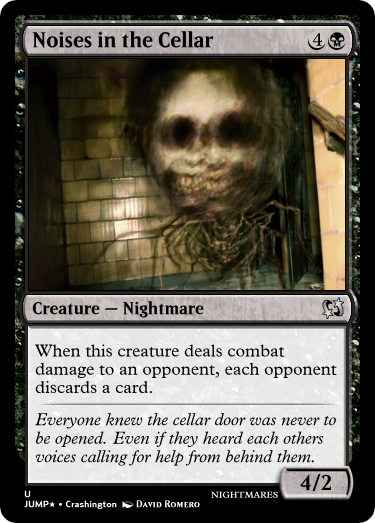 Noises in the Cellar 4
Creature — Nightmare
When this creature deals combat
damage to an opponent, each opponent
discards a card.
Everyone knew the cellar door was never to
be opened. Even if they heard each others
voices calling for help from behind them.
4/2
U NIGHTMARES
JUMP★ • Crashington David Romero